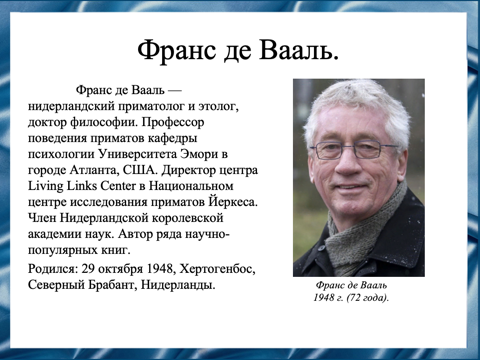 Франс де Вааль.
Франс де Вааль —
нидерландский приматолог и этолог,
доктор философии. Профессор
поведения приматов кафедры
психологии Университета Эмори в
городе Атланта, США. Директор центра
Living Links Center в Национальном
центре исследования приматов Йеркеса.
Член Нидерландской королевской
академии наук. Автор ряда научно-
популярных книг.
Родился: 29 октября 1948, Хертогенбос,
Северный Брабант, Нидерланды.
Франс де Вааль
1948 г. (72 года).